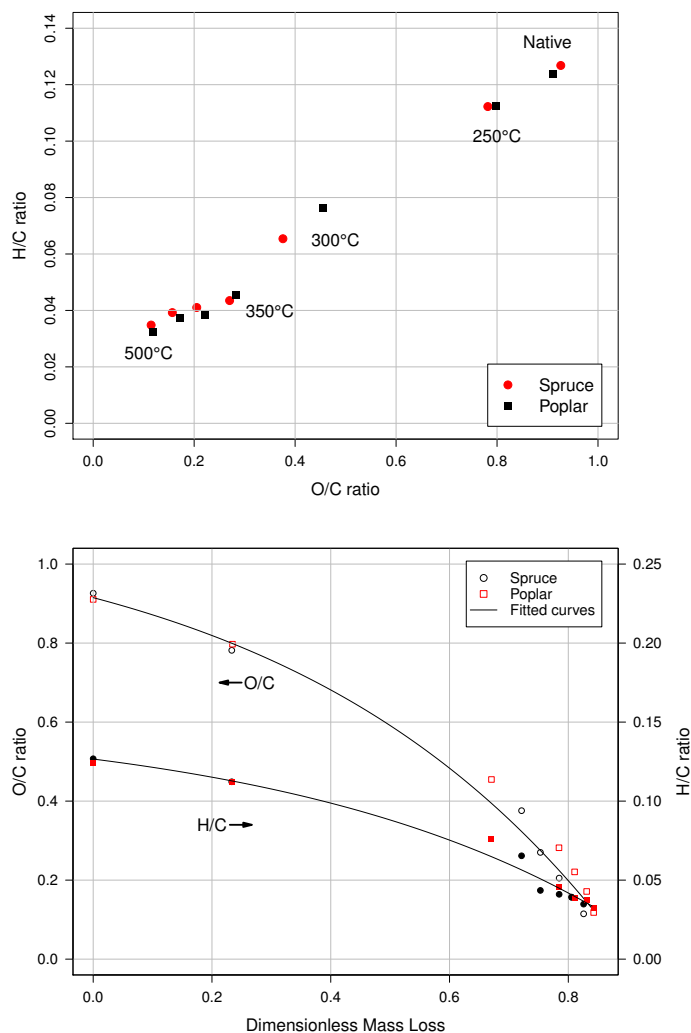 0.14
0.12
0.10
0.08
0.06
0.04
0.02
0.00
H/C ratio
Native
250°C
300°C
350°C
500°C
Spruce
Poplar
0.0 0.2 0.4 0.6 0.8 1.0
O/C ratio
1.0
0.8
0.6
0.4
0.2
0.0
O/C ratio
Spruce
Poplar
Fitted curves
O/C
H/C
0.25
0.20
0.15
0.10
0.05
0.00
H/C ratio
0.0 0.2 0.4 0.6 0.8
Dimensionless Mass Loss